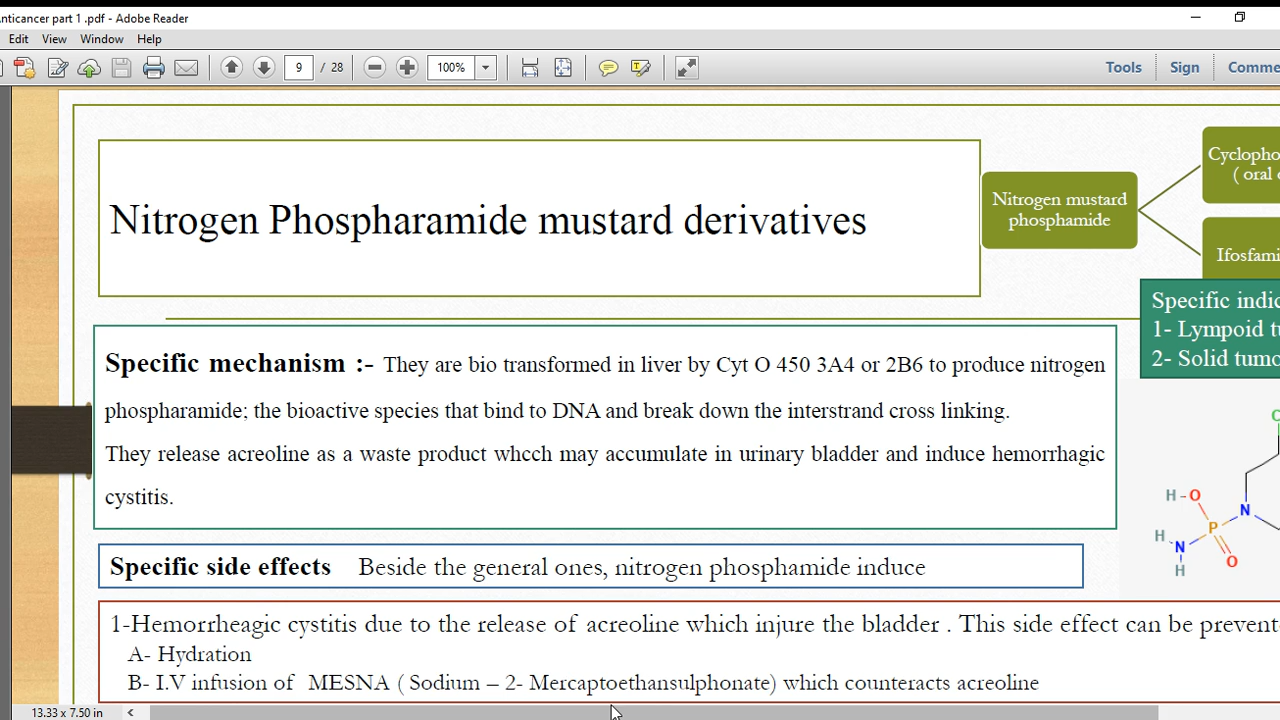 nticancer part 1 .pdf - Adobe Reader
Edit View Window Help
9 / 28 100% Tools Sign Comme
Nitrogen Phospharamide mustard derivatives
Nitrogen mustard
phosphamide
Cyclopho
( oral
Ifosfami
Specific indic
1- Lympoid tu
2- Solid tumo
Specific mechanism :- They are bio transformed in liver by Cyt O 450 3A4 or 2B6 to produce nitrogen
phospharamide; the bioactive species that bind to DNA and break down the interstrand cross linking.
They release acreoline as a waste product whcch may accumulate in urinary bladder and induce hemorrhagic
cystitis.
H-O
N
P
H
N
O
H
Specific side effects Beside the general ones, nitrogen phosphamide induce
1-Hemorrheagic cystitis due to the release of acreoline which injure the bladder . This side effect can be prevent
A- Hydration
B- I.V infusion of MESNA ( Sodium – 2- Mercaptoethansulphonate) which counteracts acreoline
13.33 x 7.50 in